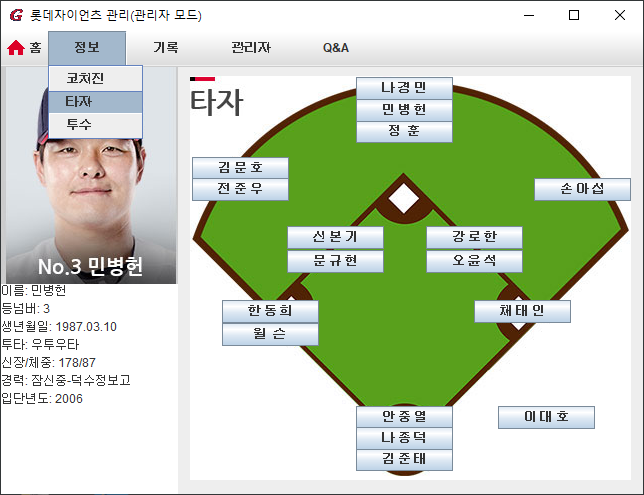 롯데자이언츠 관리(관리자 모드)
홈 정보 기록 관리자 Q&A
코치진
타자
투수
No.3 민병헌
이름: 민병헌
등넘버: 3
생년월일: 1987.03.10
투타: 우투우타
신장/체중: 178/87
경력: 잠신중-덕수정보고
입단년도: 2006
타자
나경민
민병헌
정 훈
김문호
전준우
손아섭
신본기
문규현
강로한
오윤석
한동희
윌 슨
채태인
안중열
나종덕
김준태
이대호